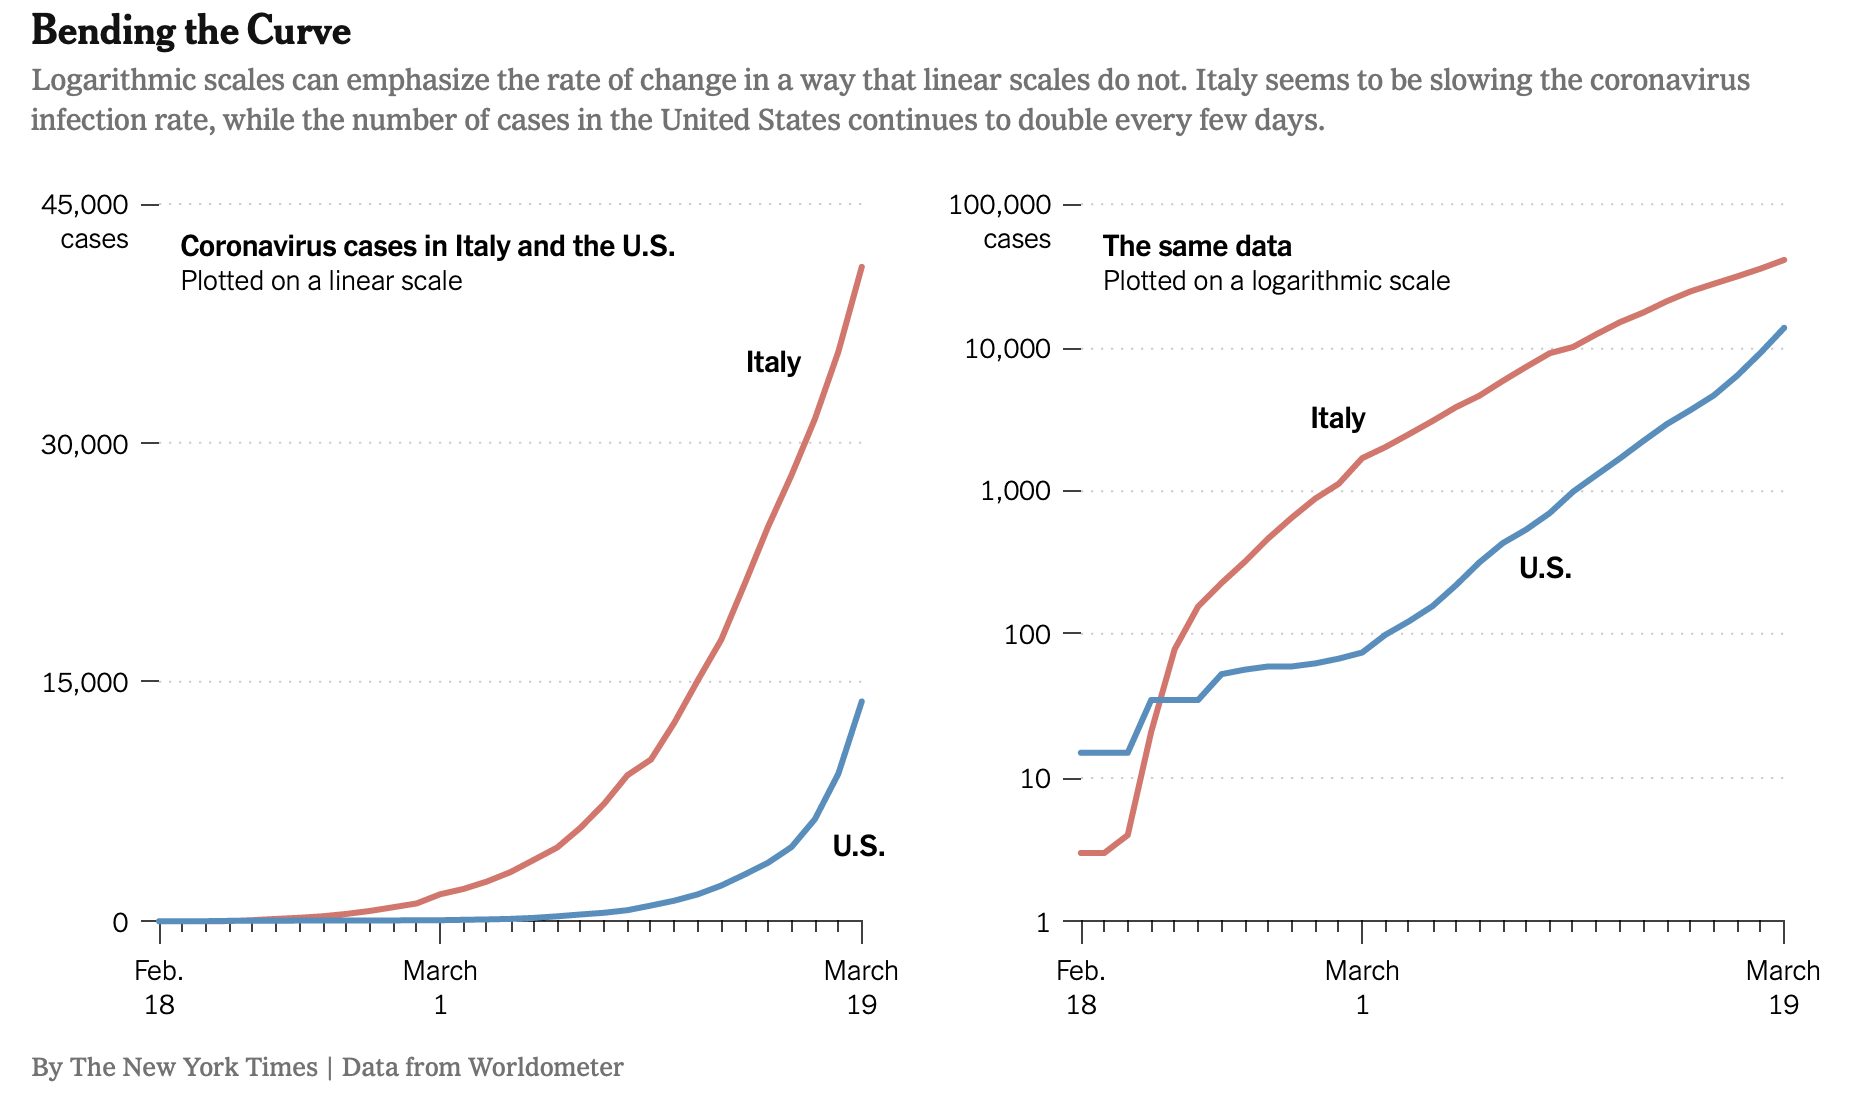 Bending the Curve
Logarithmic scales can emphasize the rate of change in a way that linear scales do not. Italy seems to be slowing the coronavirus
infection rate, while the number of cases in the United States continues to double every few days.
45,000
cases
Coronavirus cases in Italy and the U.S.
Plotted on a linear scale
Italy
30,000
15,000
U.S.
0
Feb.
18
March
1
March
19
100,000
cases
The same data
Plotted on a logarithmic scale
10,000
Italy
1,000
U.S.
100
10
1
Feb.
18
March
1
March
19
By The New York Times | Data from Worldometer